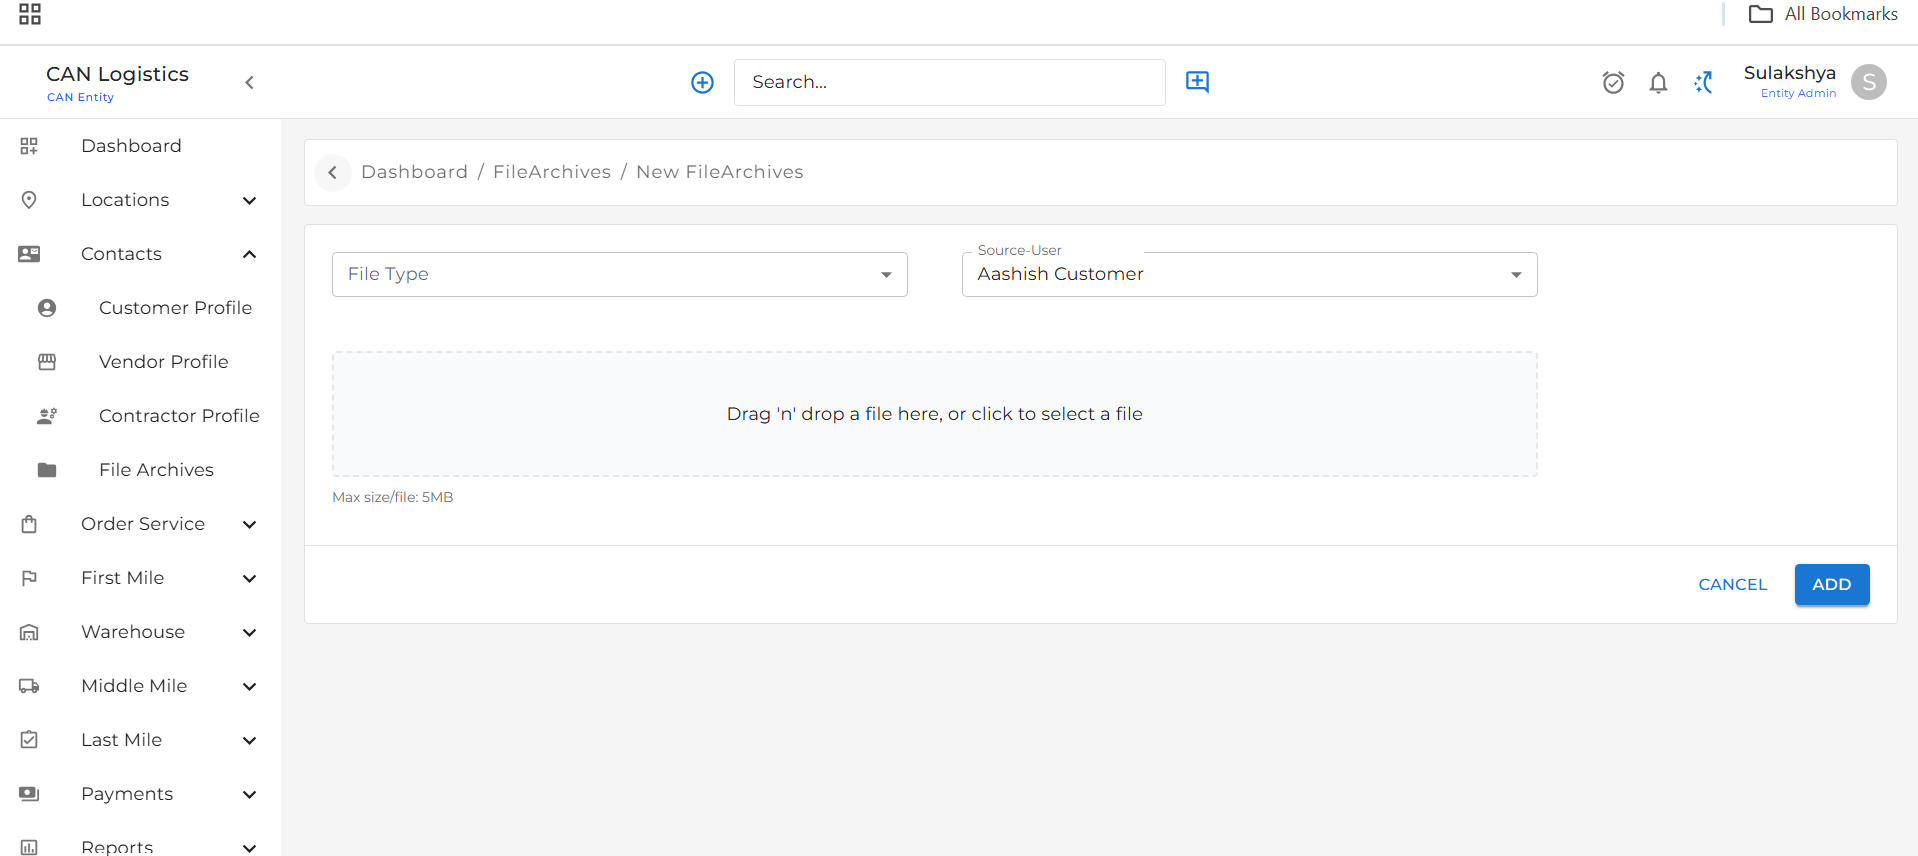 All Bookmarks
CAN Logistics
CAN Entity
Search...
Sulakshya
Entity Admin
S
Dashboard
Locations
Contacts
Customer Profile
Vendor Profile
Contractor Profile
File Archives
Order Service
First Mile
Warehouse
Middle Mile
Last Mile
Payments
Reports
Dashboard / FileArchives / New FileArchives
File Type
Source-User
Aashish Customer
Drag 'n' drop a file here, or click to select a file
Max size/file: 5MB
CANCEL
ADD